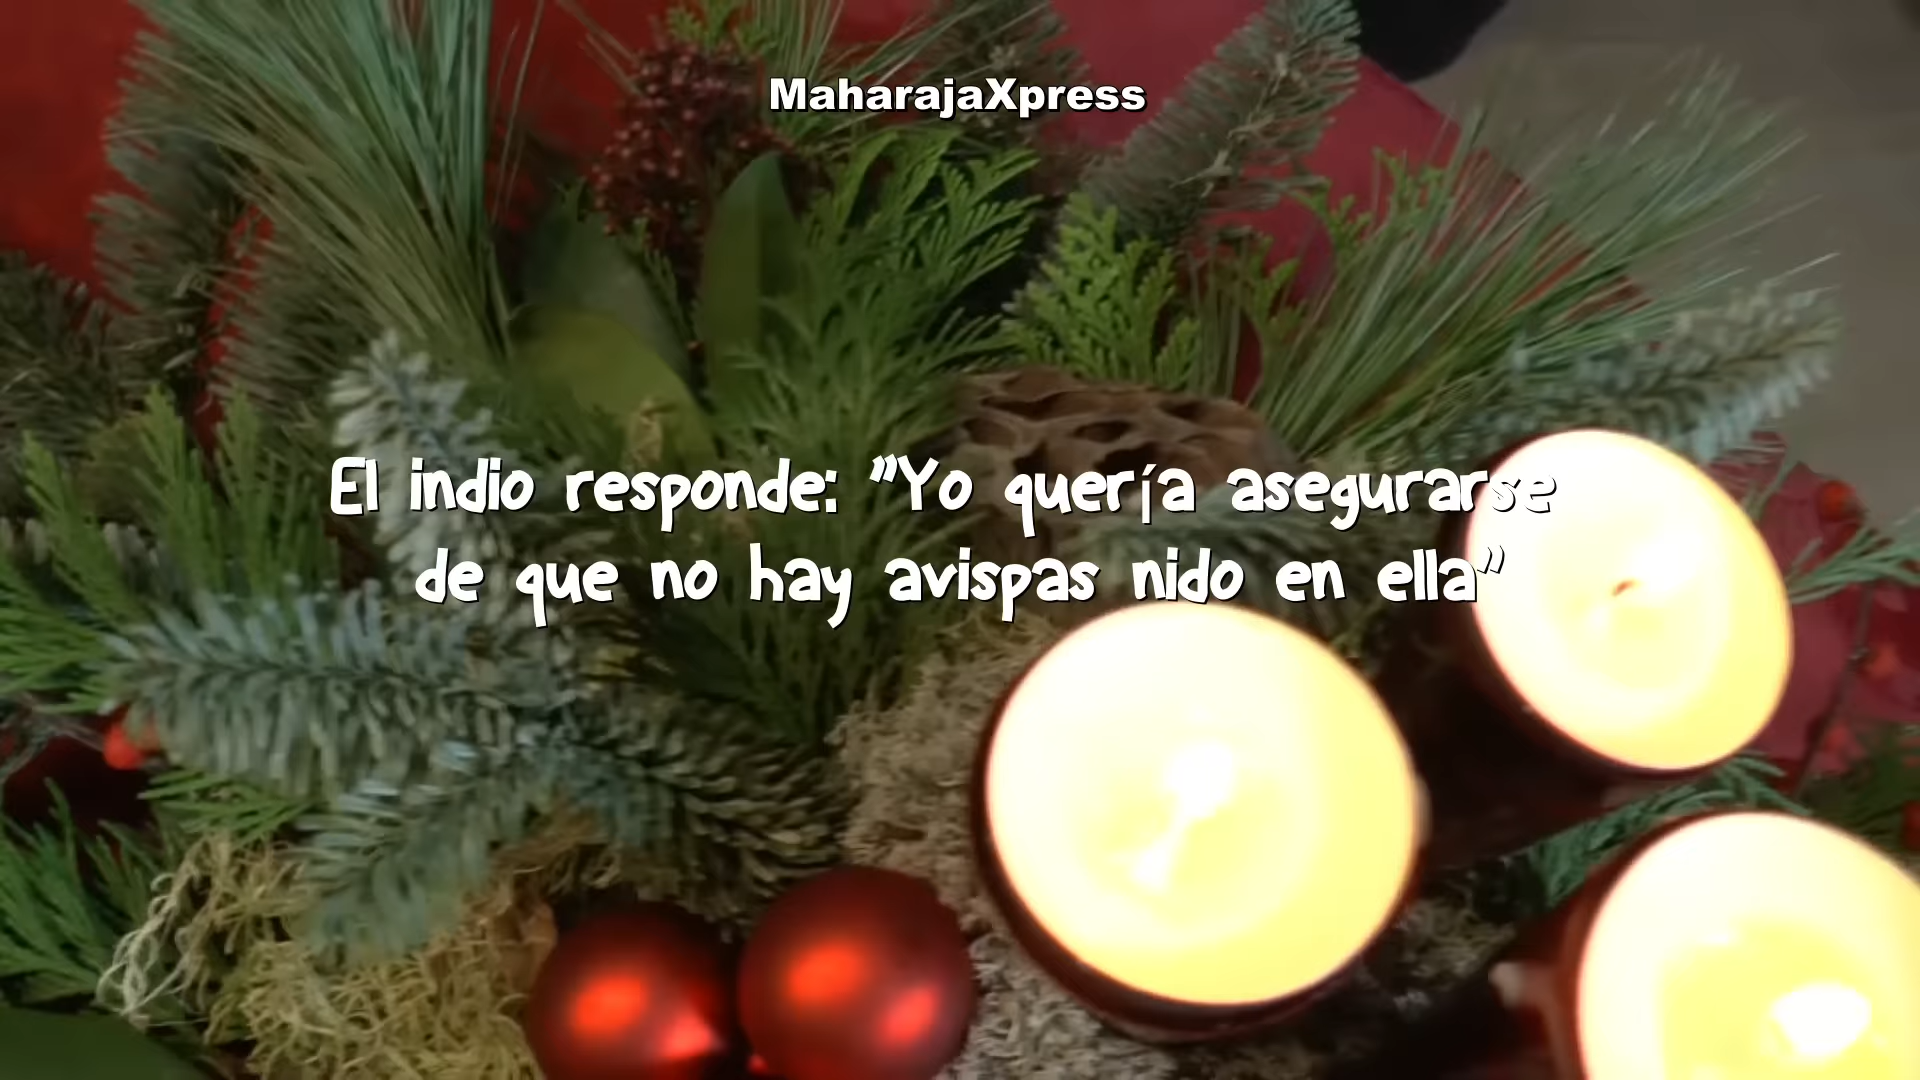 MaharajaXpress
El indio responde: "Yo quería asegurarse
de que no hay avispas nido en ella"